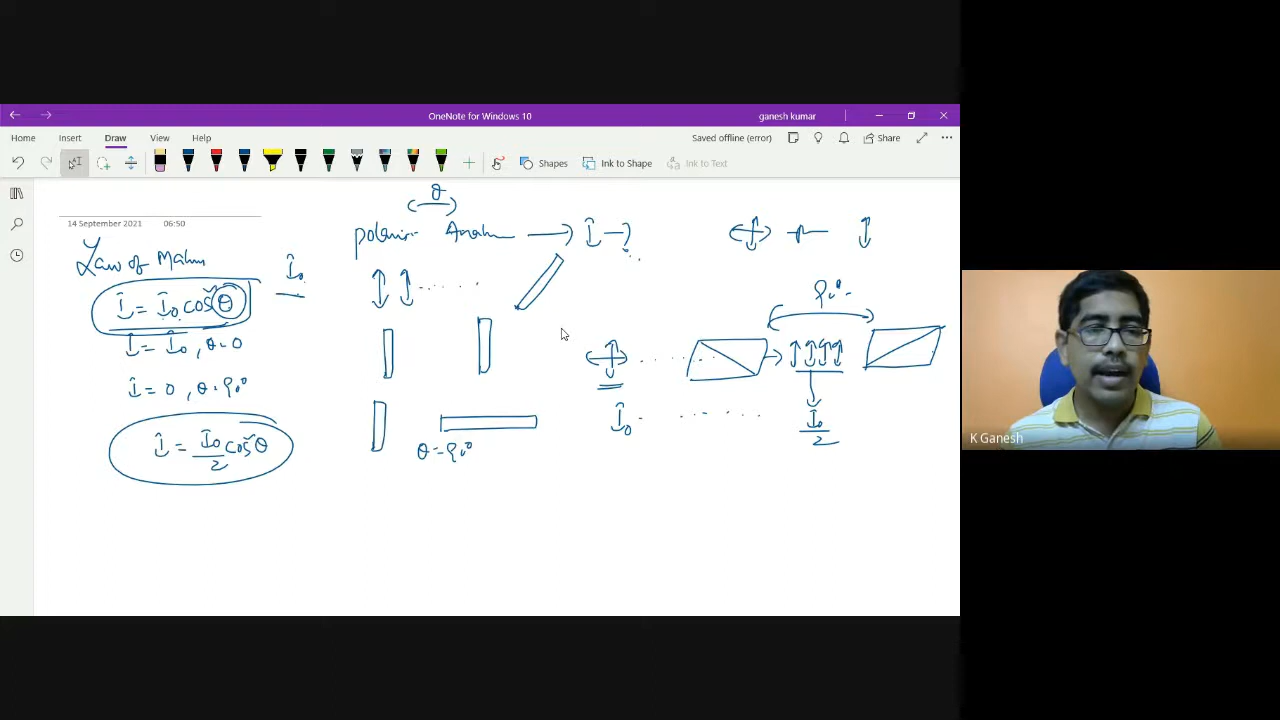 OneNote for Windows 10
ganesh kumar
Home Insert Draw View Help
Saved offline (error)
Share
Shapes
Ink to Shape
Ink to Text
14 September 2021 06:50
Law of Malus
I = I₀ cos²θ
I = I₀, θ = 0
I = 0, θ = 90°
I = I₀/2 cos²θ
I₀
θ
I → ?
θ = 90°
90°
I₀
I₀/2
K Ganesh